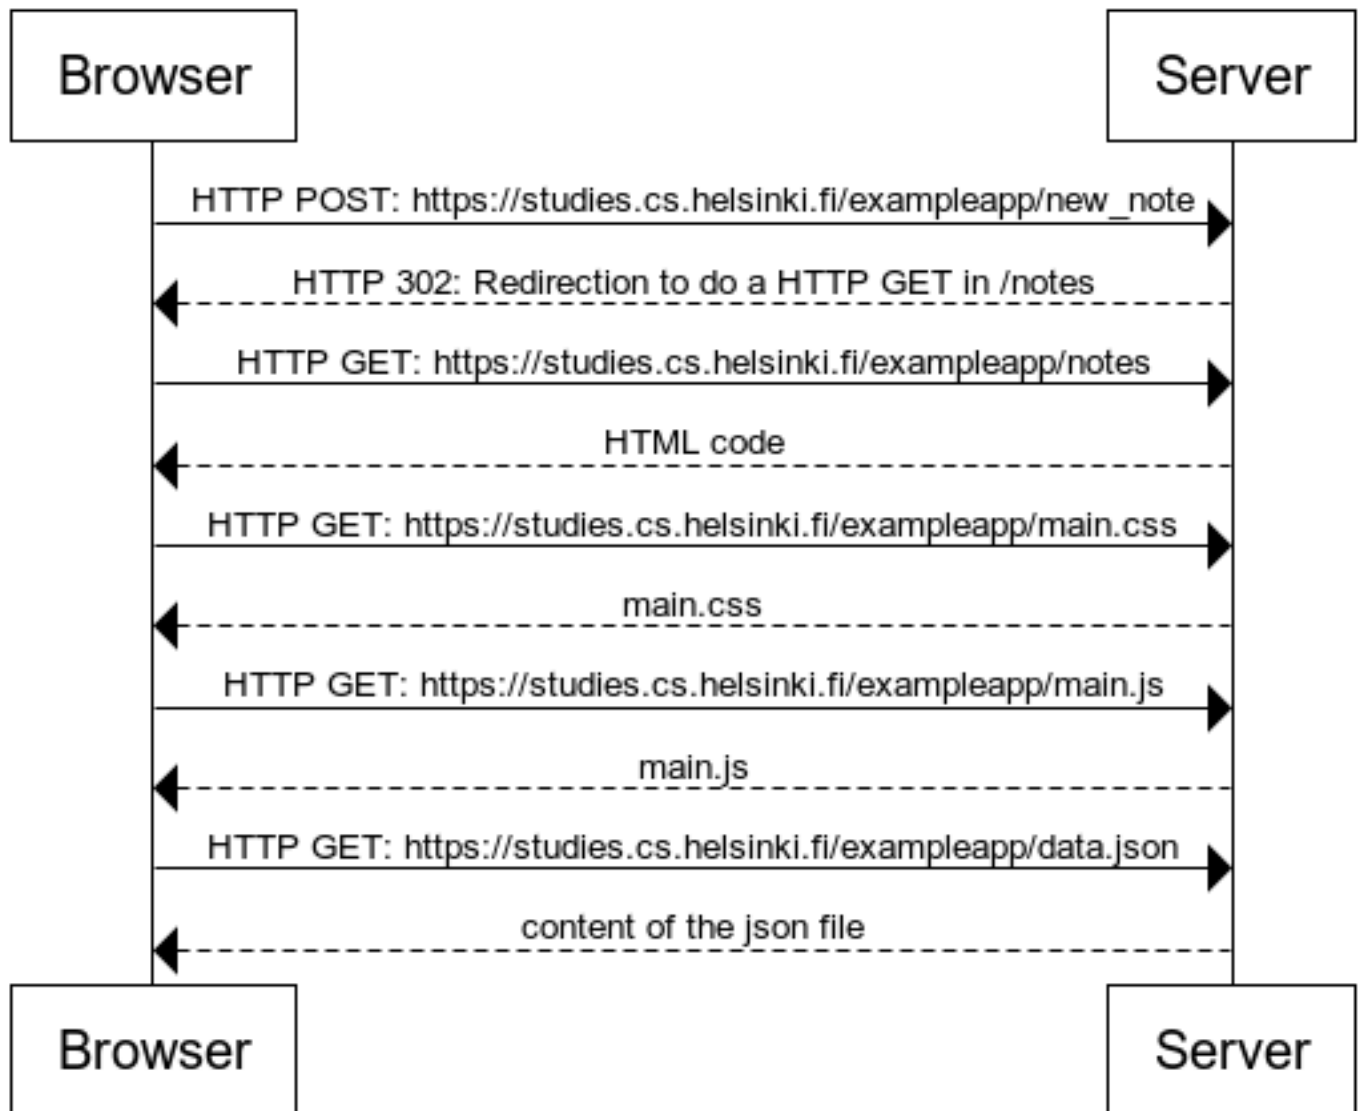 Browser
Server
HTTP POST: https://studies.cs.helsinki.fi/exampleapp/new_note
HTTP 302: Redirection to do a HTTP GET in /notes
HTTP GET: https://studies.cs.helsinki.fi/exampleapp/notes
HTML code
HTTP GET: https://studies.cs.helsinki.fi/exampleapp/main.css
main.css
HTTP GET: https://studies.cs.helsinki.fi/exampleapp/main.js
main.js
HTTP GET: https://studies.cs.helsinki.fi/exampleapp/data.json
content of the json file
Browser
Server